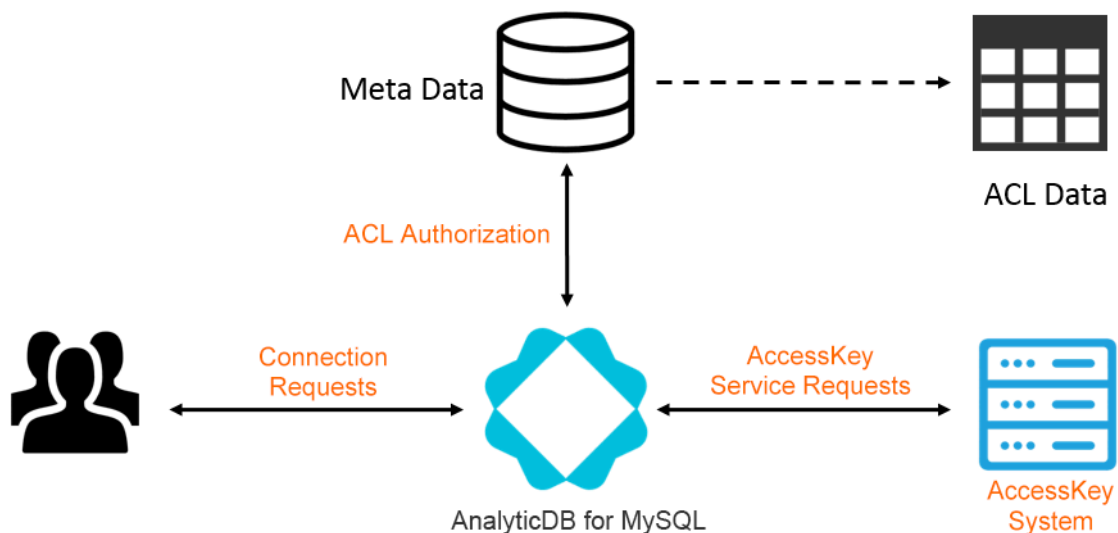 Meta Data
ACL Data
ACL Authorization
Connection
Requests
AccessKey
Service Requests
AnalyticDB for MySQL
AccessKey
System